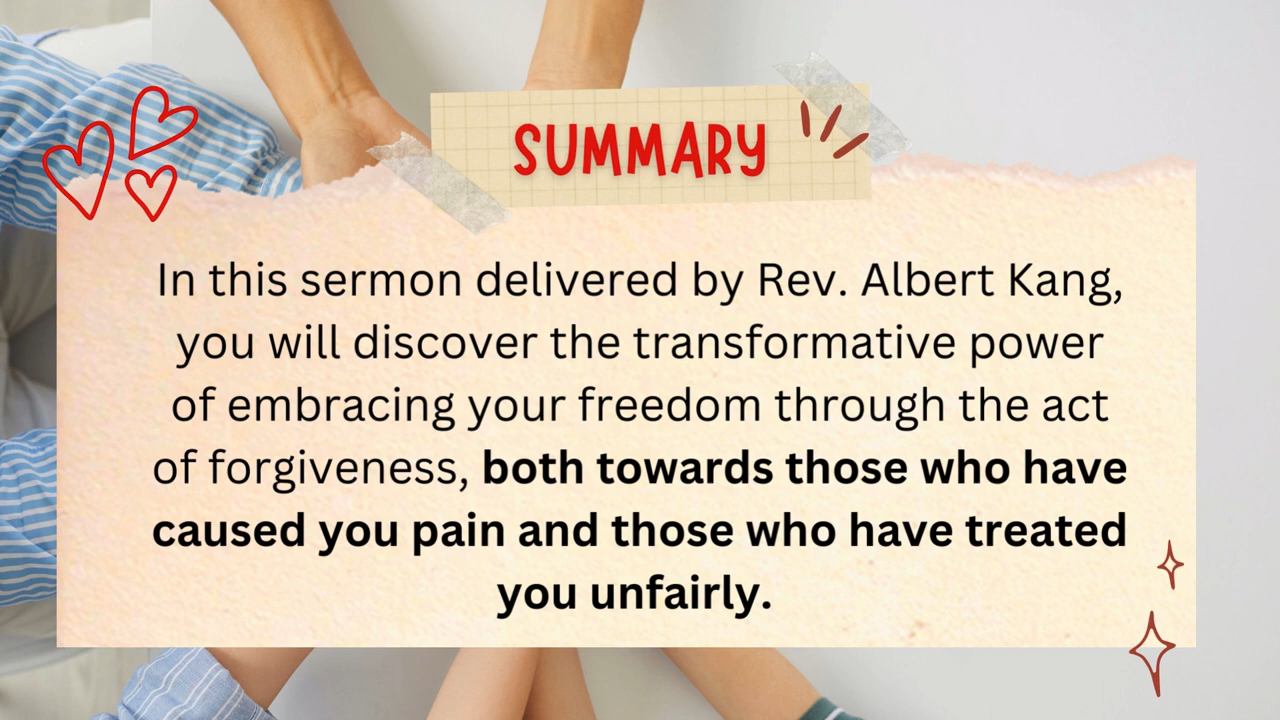 SUMMARY
In this sermon delivered by Rev. Albert Kang,
you will discover the transformative power
of embracing your freedom through the act
of forgiveness, both towards those who have
caused you pain and those who have treated
you unfairly.